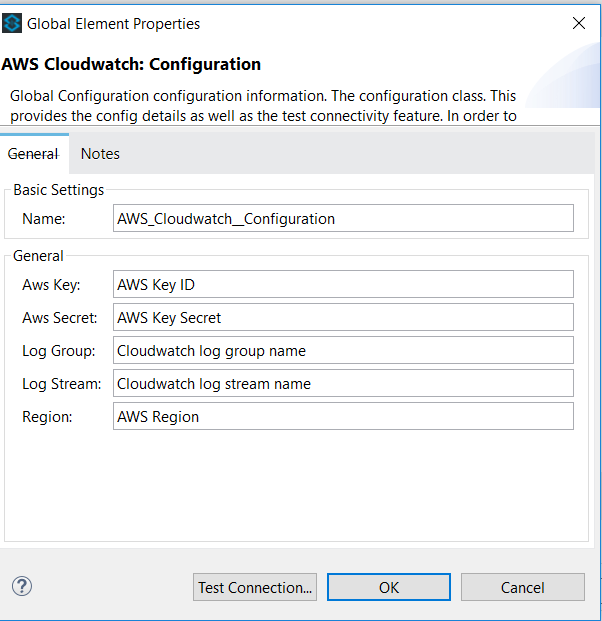 Global Element Properties
AWS Cloudwatch: Configuration
Global Configuration configuration information. The configuration class. This
provides the config details as well as the test connectivity feature. In order to
General Notes
Basic Settings
Name: AWS_Cloudwatch__Configuration
General
Aws Key: AWS Key ID
Aws Secret: AWS Key Secret
Log Group: Cloudwatch log group name
Log Stream: Cloudwatch log stream name
Region: AWS Region
? Test Connection... OK Cancel